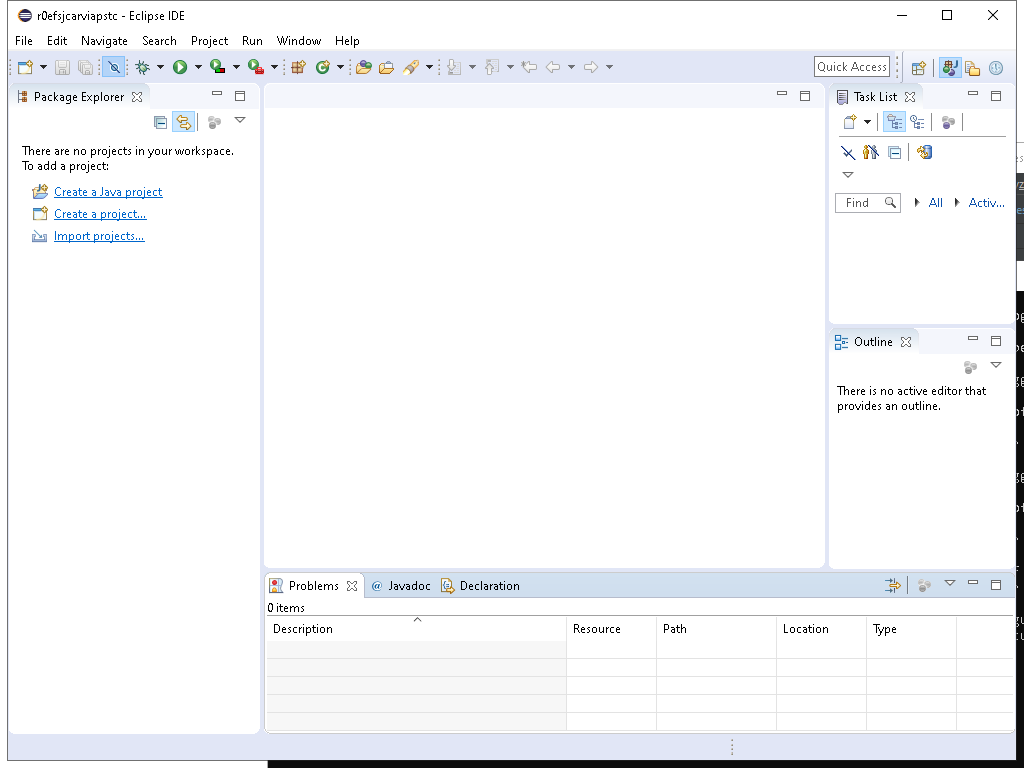 r0efsjcarviapstc - Eclipse IDE
File Edit Navigate Search Project Run Window Help
Quick Access
Package Explorer
There are no projects in your workspace.
To add a project:
Create a Java project
Create a project...
Import projects...
Task List
Find All Activ...
Outline
There is no active editor that
provides an outline.
Problems @ Javadoc Declaration
0 items
Description Resource Path Location Type